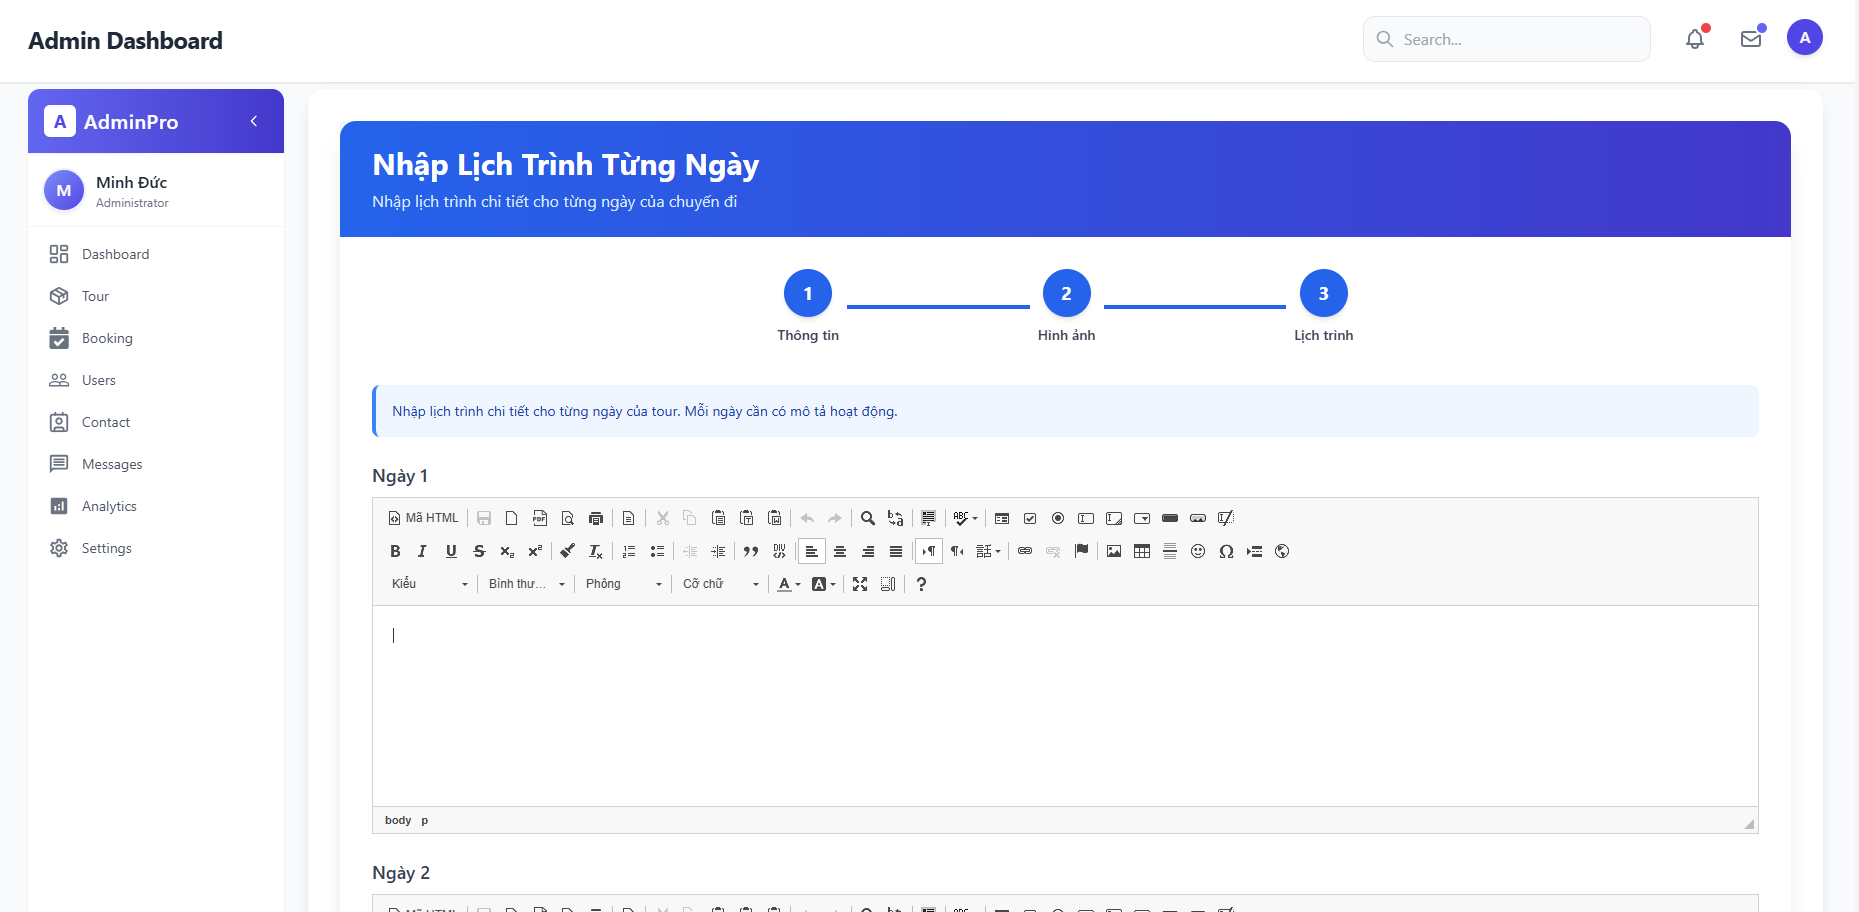 Admin Dashboard
Search...
A
A AdminPro
M
Minh Đức
Administrator
Dashboard
Tour
Booking
Users
Contact
Messages
Analytics
Settings
Nhập Lịch Trình Từng Ngày
Nhập lịch trình chi tiết cho từng ngày của chuyến đi
1
2
3
Thông tin
Hình ảnh
Lịch trình
Nhập lịch trình chi tiết cho từng ngày của tour. Mỗi ngày cần có mô tả hoạt động.
Ngày 1
Mã HTML
Kiểu
Bình thư...
Phông
Cỡ chữ
body p
Ngày 2
Mã HTML